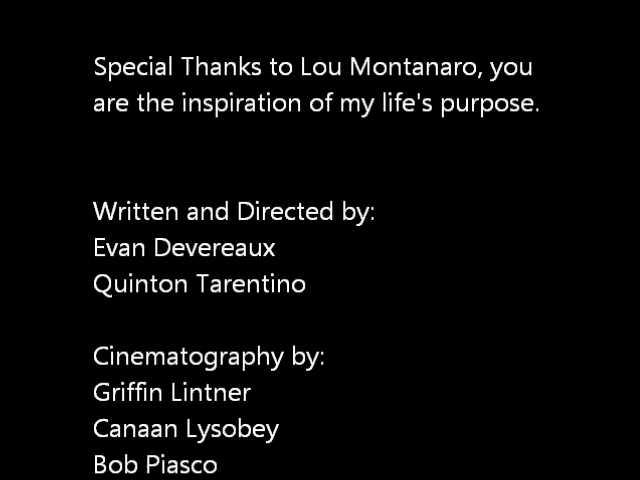 Special Thanks to Lou Montanaro, you
are the inspiration of my life's purpose.
Written and Directed by:
Evan Devereaux
Quinton Tarentino
Cinematography by:
Griffin Lintner
Canaan Lysobey
Bob Piasco